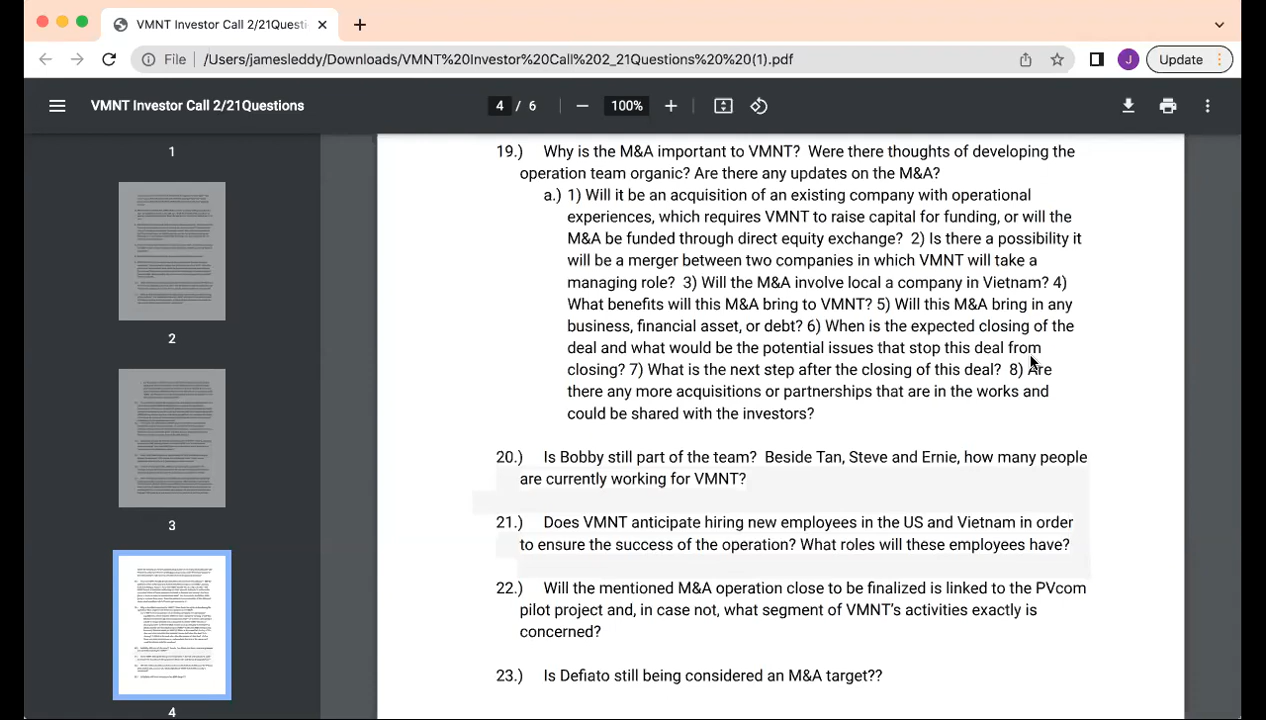 VMNT Investor Call 2/21Questi
File /Users/jamesleddy/Downloads/VMNT%20Investor%20Call%202_21Questions%20%20(1).pdf
J
Update
VMNT Investor Call 2/21Questions
4 / 6
100%
1
2
3
4
19.) Why is the M&A important to VMNT? Were there thoughts of developing the
operation team organic? Are there any updates on the M&A?
a.) 1) Will it be an acquisition of an existing company with operational
experiences, which requires VMNT to raise capital for funding, or will the
M&A be funded through direct equity exchange? 2) Is there a possibility it
will be a merger between two companies in which VMNT will take a
managing role? 3) Will the M&A involve local a company in Vietnam? 4)
What benefits will this M&A bring to VMNT? 5) Will this M&A bring in any
business, financial asset, or debt? 6) When is the expected closing of the
deal and what would be the potential issues that stop this deal from
closing? 7) What is the next step after the closing of this deal? 8) Are
there any more acquisitions or partnerships that are in the works and
could be shared with the investors?
20.) Is Bobby still part of the team? Beside Tan, Steve and Ernie, how many people
are currently working for VMNT?
21.) Does VMNT anticipate hiring new employees in the US and Vietnam in order
to ensure the success of the operation? What roles will these employees have?
22.) Will the mentioned M&A operation close to be finalized is linked to the PVcom
pilot project and, in case not, what segment of VMNT's activities exactly is
concerned?
23.) Is Defiato still being considered an M&A target??